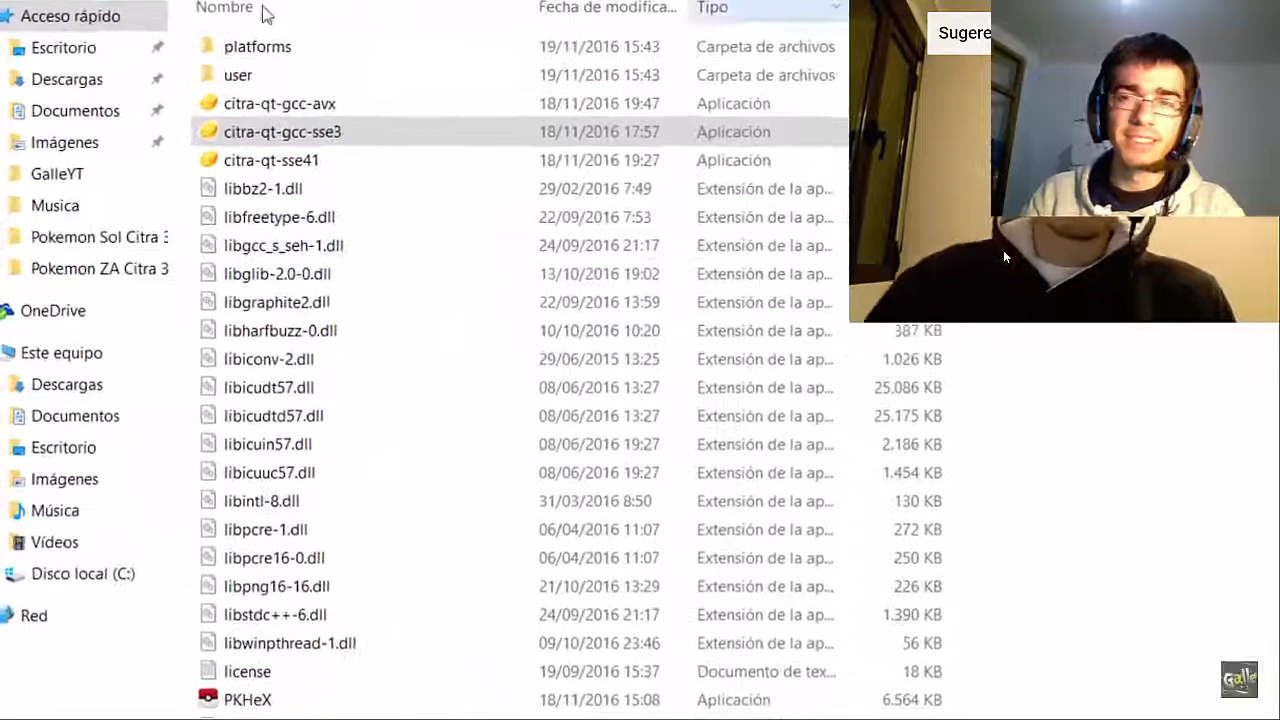 Acceso rápido
Nombre Fecha de modifica... Tipo
Sugere
Escritorio
platforms 19/11/2016 15:43 Carpeta de archivos
Descargas
user 19/11/2016 15:43 Carpeta de archivos
Documentos
citra-qt-gcc-avx 18/11/2016 19:47 Aplicación
Imágenes
citra-qt-gcc-sse3 18/11/2016 17:57 Aplicación
GalleYT
citra-qt-sse41 18/11/2016 19:27 Aplicación
Musica
libbz2-1.dll 29/02/2016 7:49 Extensión de la ap...
libfreetype-6.dll 22/09/2016 7:53 Extensión de la ap...
Pokemon Sol Citra 3
libgcc_s_seh-1.dll 24/09/2016 21:17 Extensión de la ap...
Pokemon ZA Citra 3
libglib-2.0-0.dll 13/10/2016 19:02 Extensión de la ap...
OneDrive
libgraphite2.dll 22/09/2016 13:59 Extensión de la ap...
libharfbuzz-0.dll 10/10/2016 10:20 Extensión de la ap... 387 KB
Este equipo
libiconv-2.dll 29/06/2015 13:25 Extensión de la ap... 1.026 KB
Descargas
libicudt57.dll 08/06/2016 13:27 Extensión de la ap... 25.086 KB
Documentos
libicudtd57.dll 08/06/2016 13:27 Extensión de la ap... 25.175 KB
Escritorio
libicuin57.dll 08/06/2016 19:27 Extensión de la ap... 2.186 KB
Imágenes
libicuuc57.dll 08/06/2016 19:27 Extensión de la ap... 1.454 KB
Música
libintl-8.dll 31/03/2016 8:50 Extensión de la ap... 130 KB
Vídeos
libpcre-1.dll 06/04/2016 11:07 Extensión de la ap... 272 KB
Disco local (C:)
libpcre16-0.dll 06/04/2016 11:07 Extensión de la ap... 250 KB
libpng16-16.dll 21/10/2016 13:29 Extensión de la ap... 226 KB
Red
libstdc++-6.dll 24/09/2016 21:17 Extensión de la ap... 1.390 KB
libwinpthread-1.dll 09/10/2016 23:46 Extensión de la ap... 56 KB
license 19/09/2016 15:37 Documento de tex... 18 KB
PKHeX 18/11/2016 15:08 Aplicación 6.564 KB
Galle